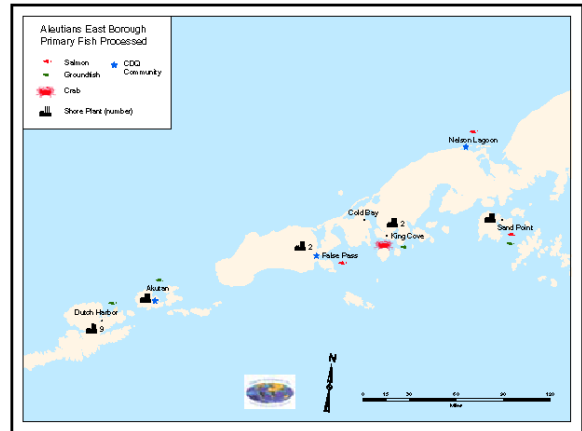 Aleutians East Borough
Primary Fish Processed
Salmon
Groundfish
CDQ
Community
Crab
Shore Plant (number)
Nelson Lagoon
Cold Bay
2
King Cove
Sand Point
2
False Pass
Akutan
Dutch Harbor
9
N
0 15 30 60 90 120
Miles